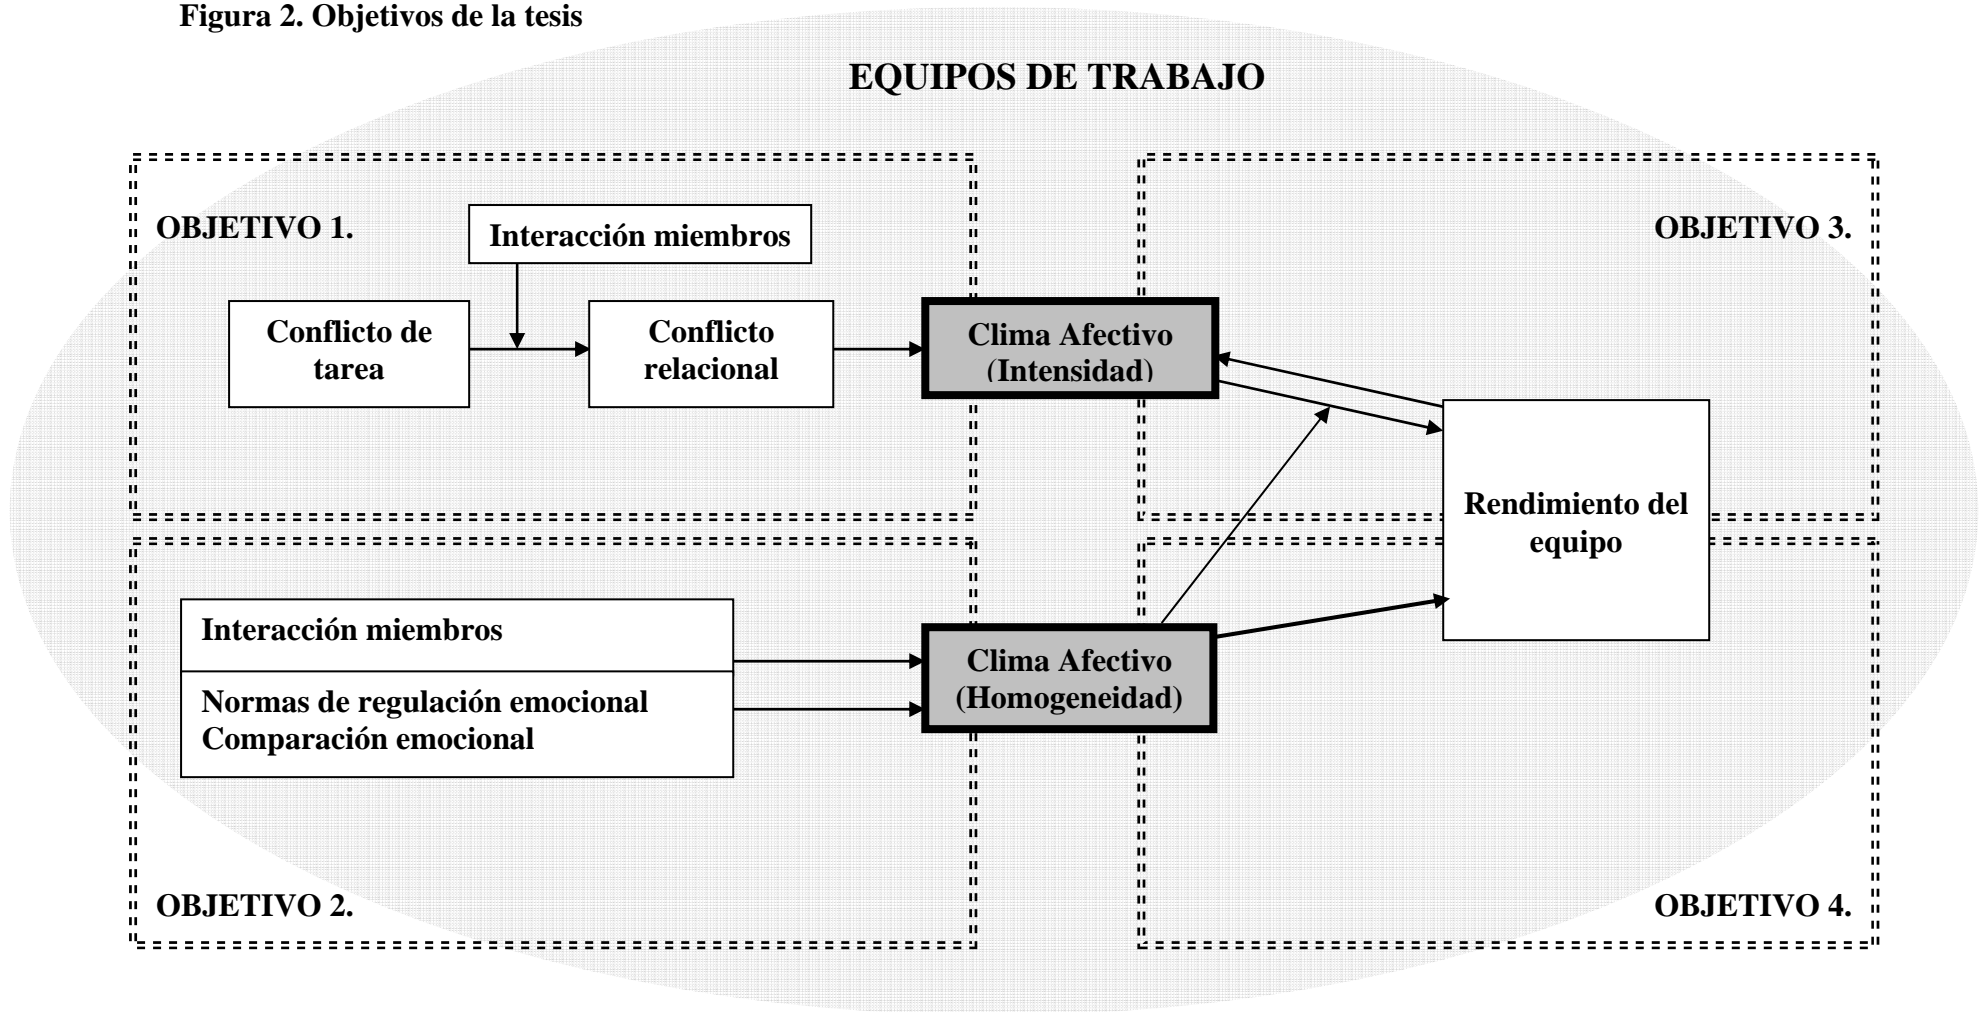 Figura 2. Objetivos de la tesis
EQUIPOS DE TRABAJO
OBJETIVO 1.
Interacción miembros
Conflicto de
tarea
Conflicto
relacional
Clima Afectivo
(Intensidad)
OBJETIVO 3.
Rendimiento del
equipo
Interacción miembros
Normas de regulación emocional
Comparación emocional
Clima Afectivo
(Homogeneidad)
OBJETIVO 2.
OBJETIVO 4.